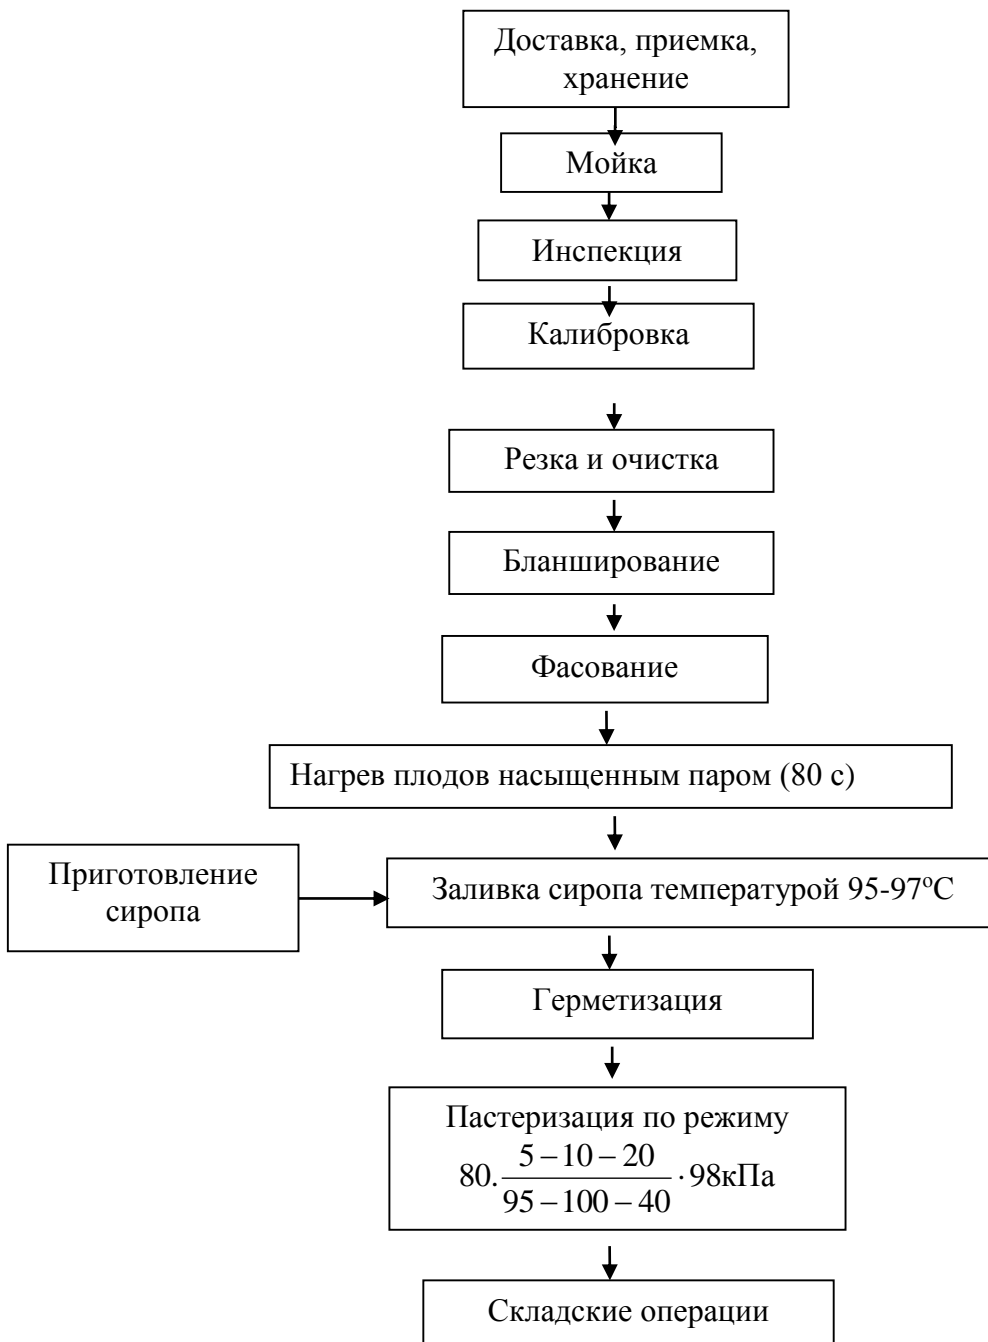 Доставка, приемка,
хранение
Мойка
Инспекция
Калибровка
Резка и очистка
Бланширование
Фасование
Нагрев плодов насыщенным паром (80 с)
Приготовление
сиропа
Заливка сиропа температурой 95-97°С
Герметизация
Пастеризация по режиму
80. (5 – 10 – 20)/(95 – 100 – 40) · 98кПа
Складские операции